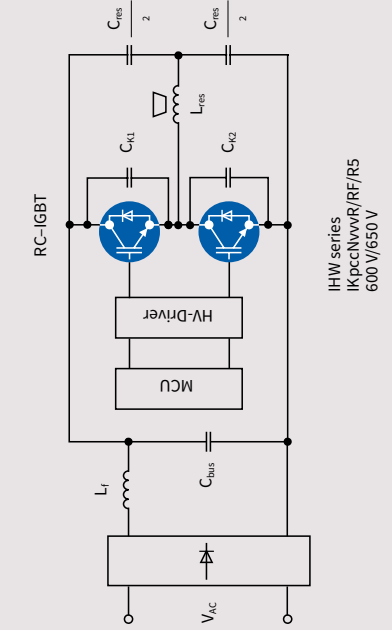 C_res
2
C_res
2
L_res
C_K1
C_K2
RC–IGBT
HV-Driver
MCU
L_f
C_bus
V_AC
IHW series
IKpccNvvvR/RF/R5
600 V/650 V